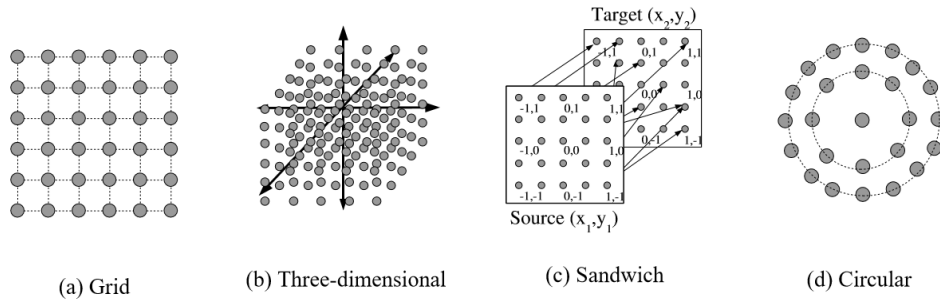 Target (x2,y2)
-1,1 0,1 1,1
0,0 1,0
0,-1 1,-1
-1,1 0,1 1,1
-1,0 0,0 1,0
-1,-1 0,-1 1,-1
Source (x1,y1)
(a) Grid
(b) Three-dimensional
(c) Sandwich
(d) Circular